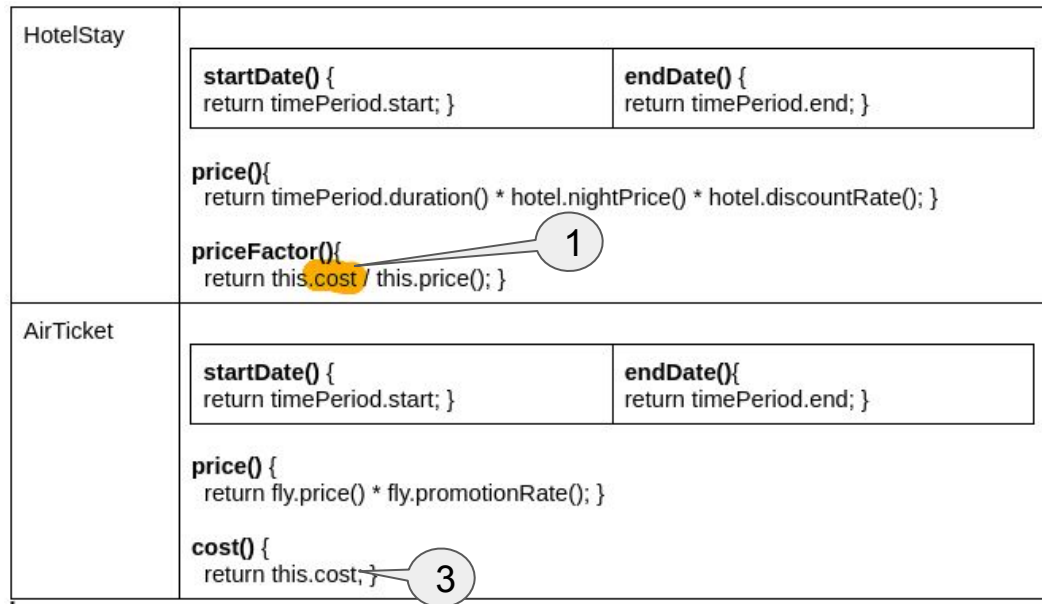 HotelStay
startDate() {
return timePeriod.start; }
endDate() {
return timePeriod.end; }
price(){
return timePeriod.duration() * hotel.nightPrice() * hotel.discountRate(); }
1
priceFactor(){
return this.cost / this.price(); }
AirTicket
startDate() {
return timePeriod.start; }
endDate(){
return timePeriod.end; }
price() {
return fly.price() * fly.promotionRate(); }
cost() {
return this.cost; }
3